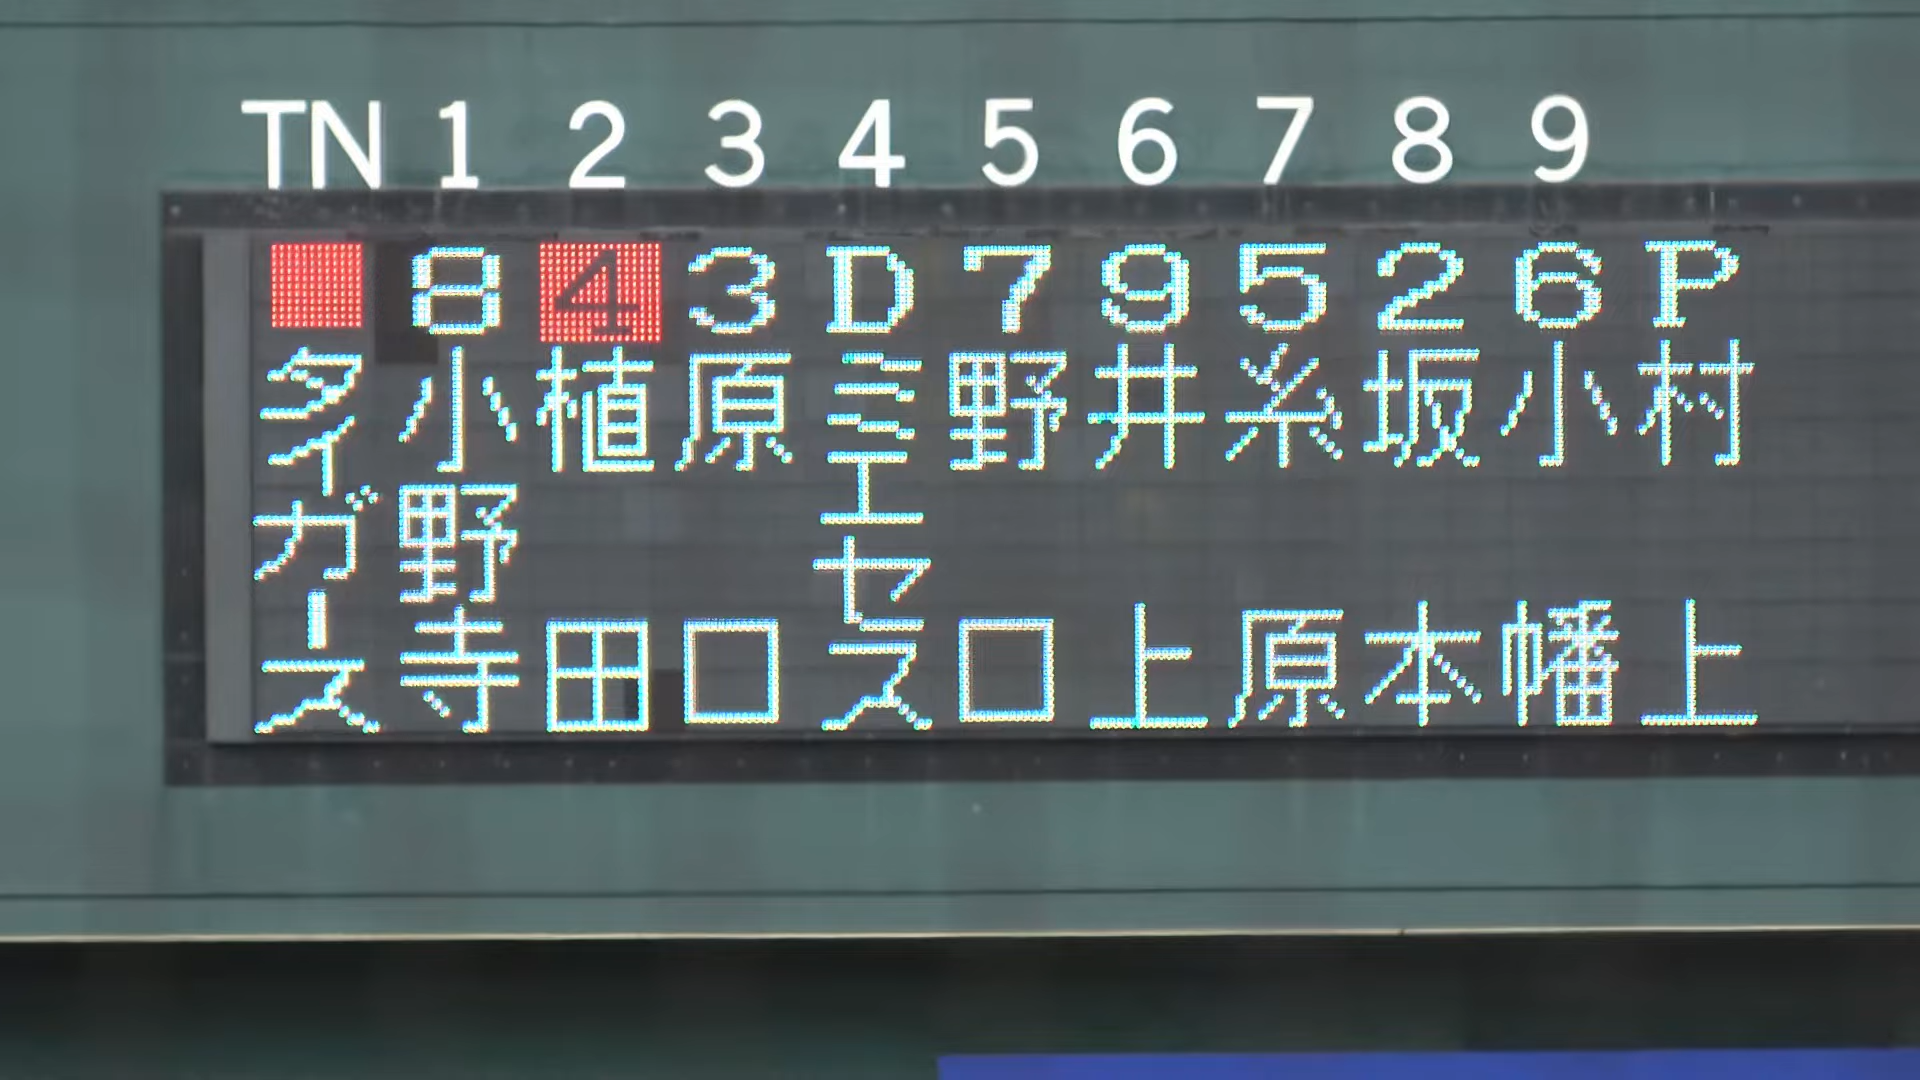 TN 1 2 3 4 5 6 7 8 9
8 4 3 D 7 9 5 2 6 P
タイガース
小野寺
植田
原口
ミエセス
野口
井上
糸原
坂本
小幡
村上